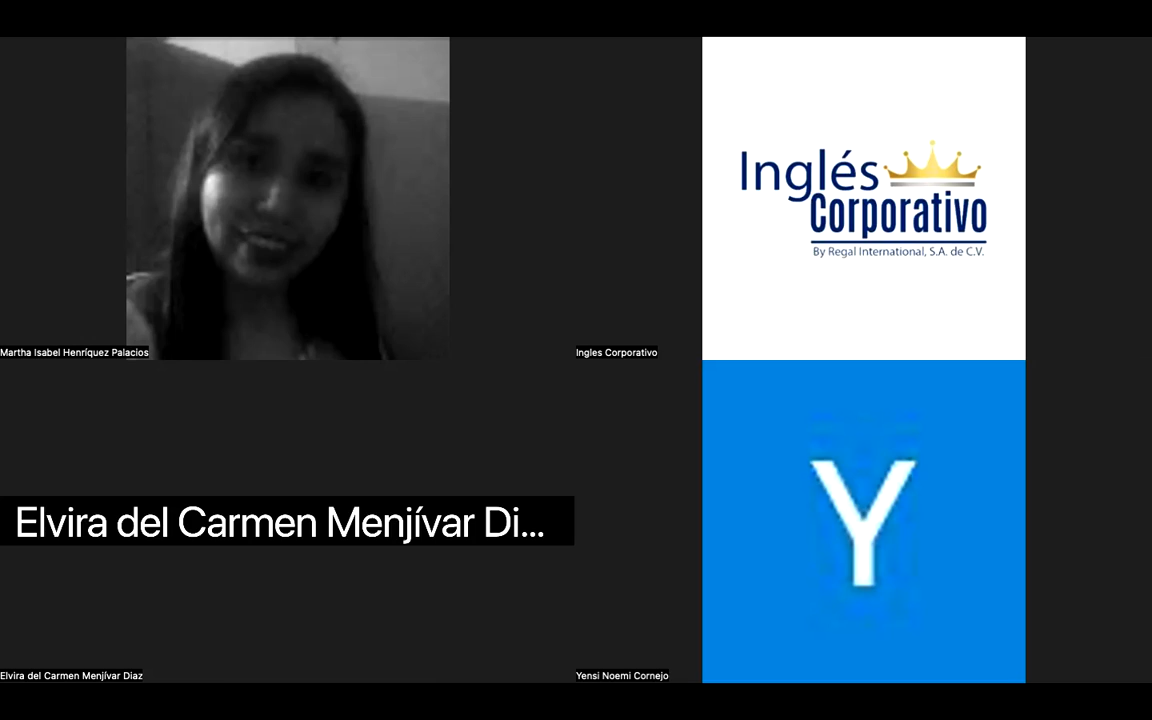 Inglés
Corporativo
By Regal International, S.A. de C.V.
Martha Isabel Henríquez Palacios
Ingles Corporativo
Elvira del Carmen Menjívar Di...
Y
Elvira del Carmen Menjívar Diaz
Yensi Noemi Cornejo